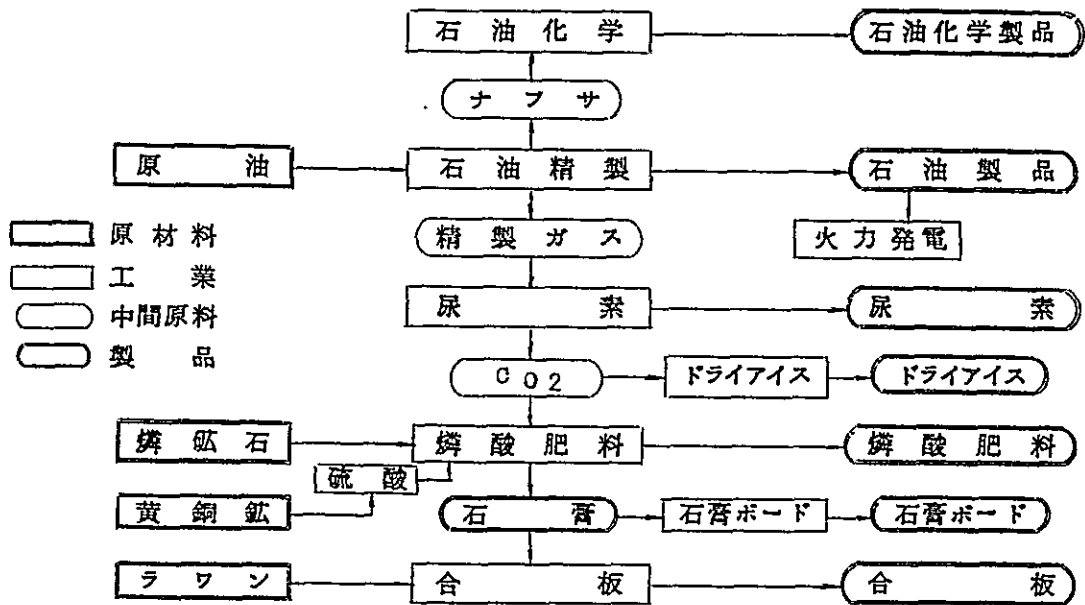 石油化学 石油化学製品
ナフサ
原油 石油精製 石油製品
原材料 精製ガス 火力発電
工業 尿素 尿素
中間原料
製品 CO2 ドライアイス ドライアイス
燐鉱石 燐酸肥料 燐酸肥料
硫酸
黄銅鉱 石膏 石膏ボード 石膏ボード
ラワン 合板 合板